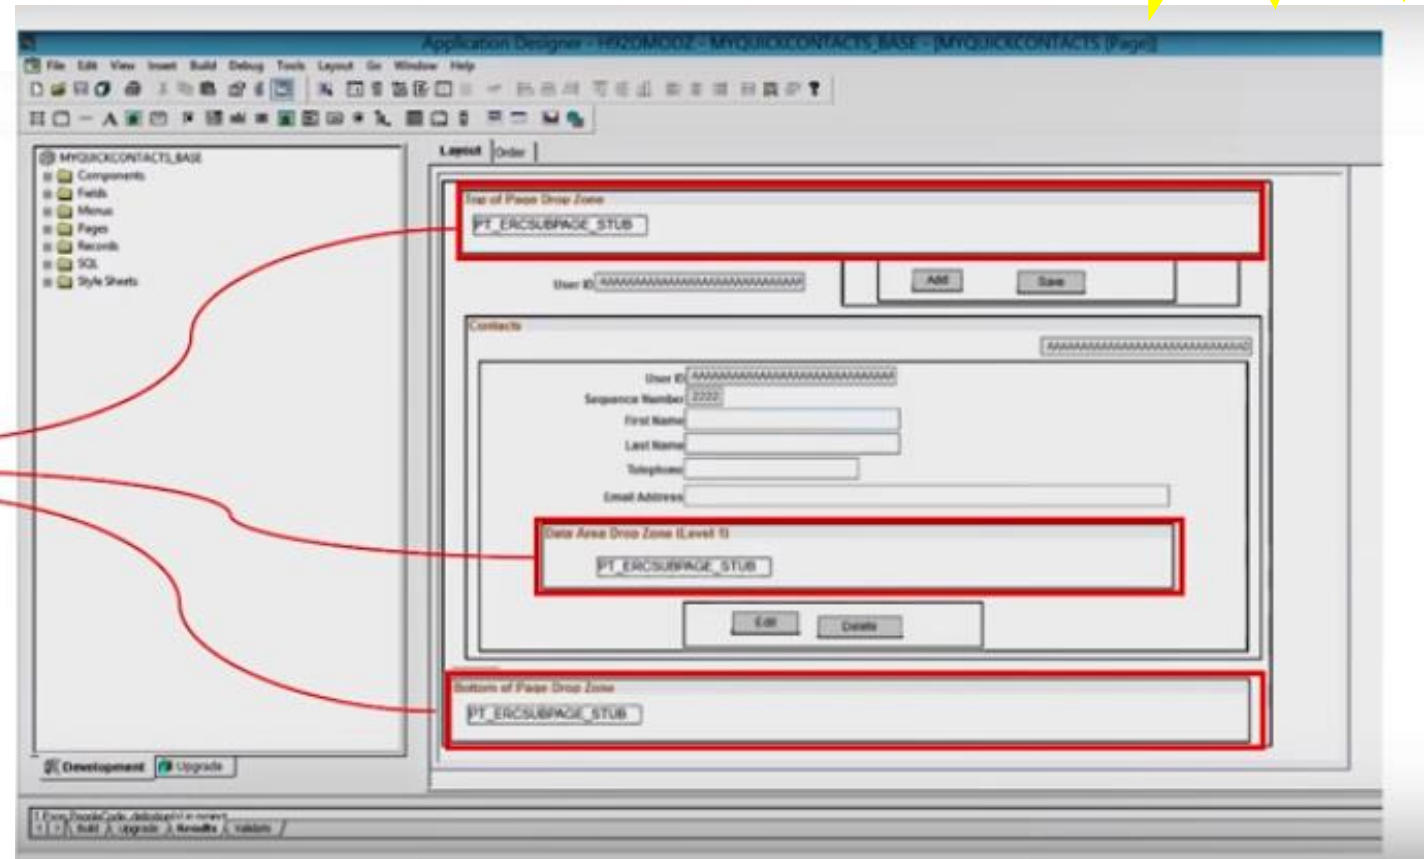 Application Designer - H92DMODZ - MYQUICKCONTACTS_BASE - [MYQUICKCONTACTS (Page)]
File Edit View Insert Build Debug Tools Layout Go Window Help
MYQUICKCONTACTS_BASE
Components
Fields
Menus
Pages
Records
SQL
Style Sheets
Development Upgrade
Layout Order
Top of Page Drop Zone
PT_ERCSUBPAGE_STUB
User ID
Add Save
Contacts
User ID
Sequence Number 2222
First Name
Last Name
Telephone
Email Address
Data Area Drop Zone (Level 1)
PT_ERCSUBPAGE_STUB
Edit Delete
Bottom of Page Drop Zone
PT_ERCSUBPAGE_STUB
Build Upgrade Results Validate